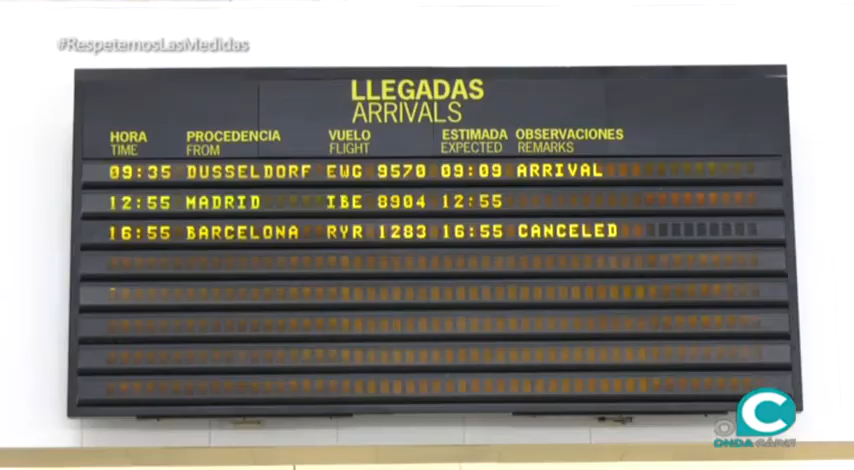 #RespetemosLasMedidas
LLEGADAS
ARRIVALS
HORA PROCEDENCIA VUELO ESTIMADA OBSERVACIONES
TIME FROM FLIGHT EXPECTED REMARKS
09:35 DUSSELDORF EWG 9570 09:09 ARRIVAL
12:55 MADRID IBE 8904 12:55
16:55 BARCELONA RYR 1283 16:55 CANCELED
C
ONDA CÁDIZ